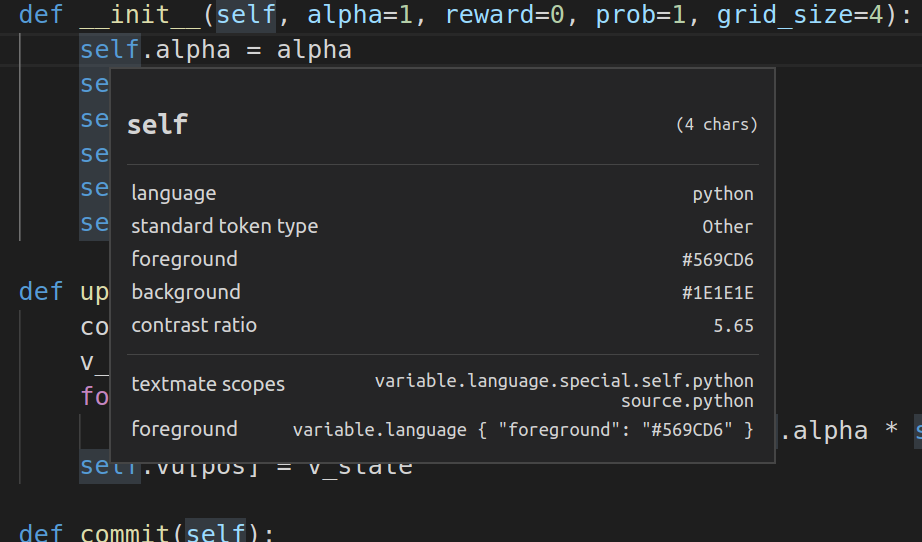 def __init__(self, alpha=1, reward=0, prob=1, grid_size=4):
self.alpha = alpha
se
self (4 chars)
se
se
language python
se
standard token type Other
se
foreground #569CD6
def up background #1E1E1E
co contrast ratio 5.65
v_
textmate scopes variable.language.special.self.python
fo source.python
foreground variable.language { "foreground": "#569CD6" } .alpha * s
self.vu[pos] = v_state
def commit(self):